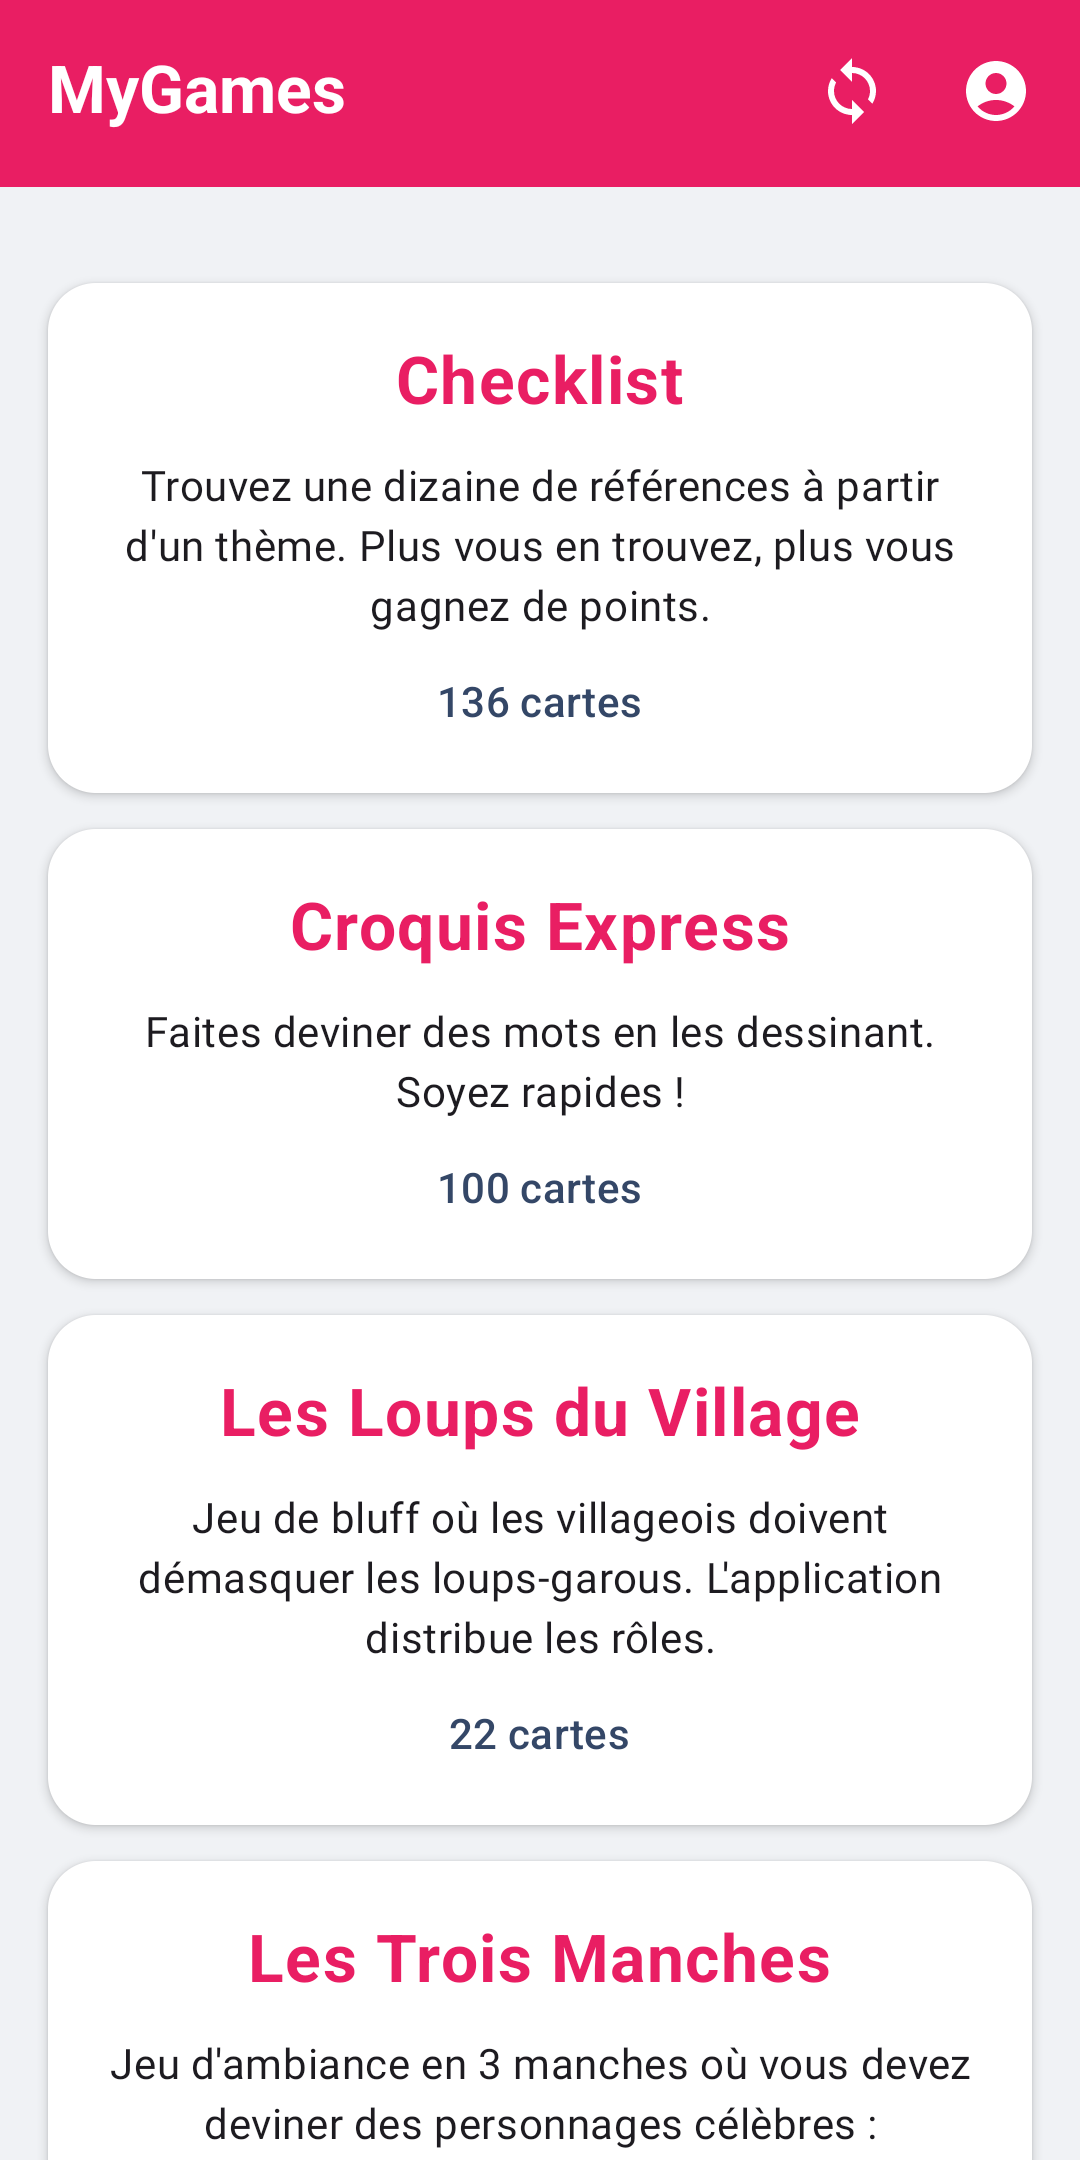 MyGames
Checklist
Trouvez une dizaine de références à partir
d'un thème. Plus vous en trouvez, plus vous
gagnez de points.
136 cartes
Croquis Express
Faites deviner des mots en les dessinant.
Soyez rapides !
100 cartes
Les Loups du Village
Jeu de bluff où les villageois doivent
démasquer les loups-garous. L'application
distribue les rôles.
22 cartes
Les Trois Manches
Jeu d'ambiance en 3 manches où vous devez
deviner des personnages célèbres :